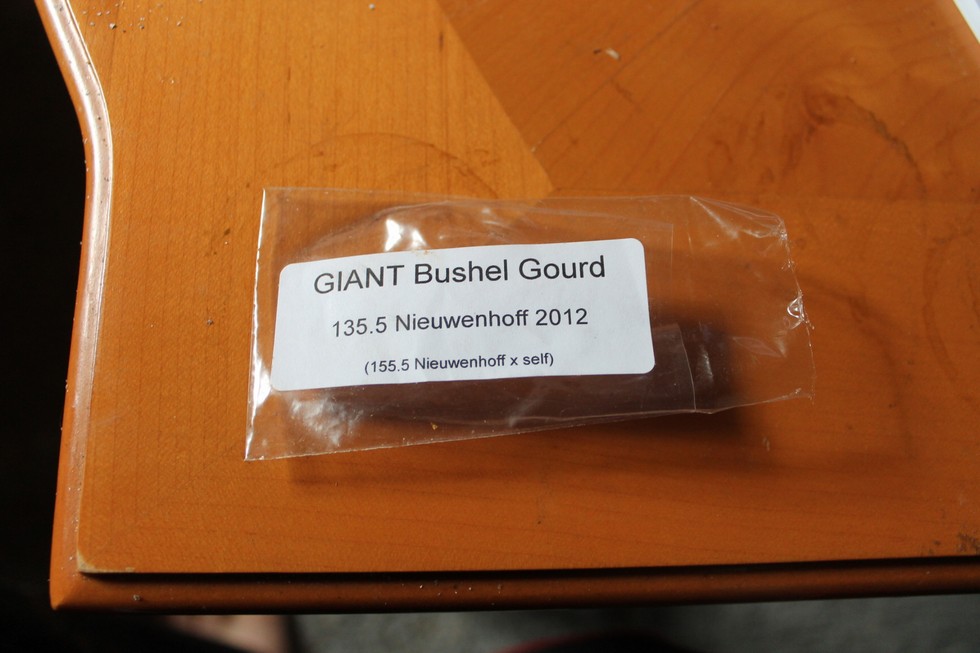 GIANT Bushel Gourd
135.5 Nieuwenhoff 2012
(155.5 Nieuwenhoff x self)